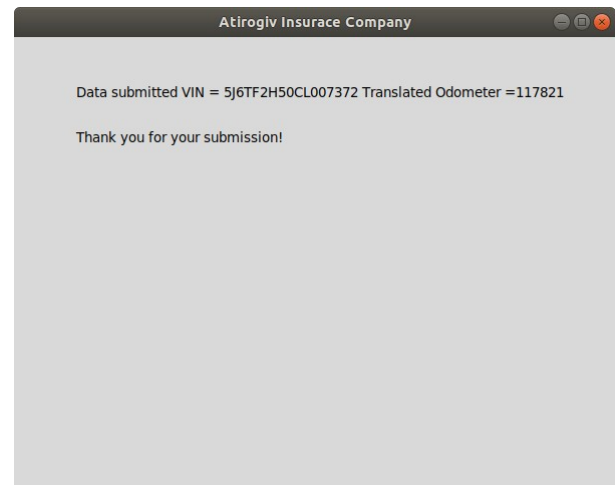 Atirogiv Insurace Company
Data submitted VIN = 5J6TF2H50CL007372 Translated Odometer =117821
Thank you for your submission!